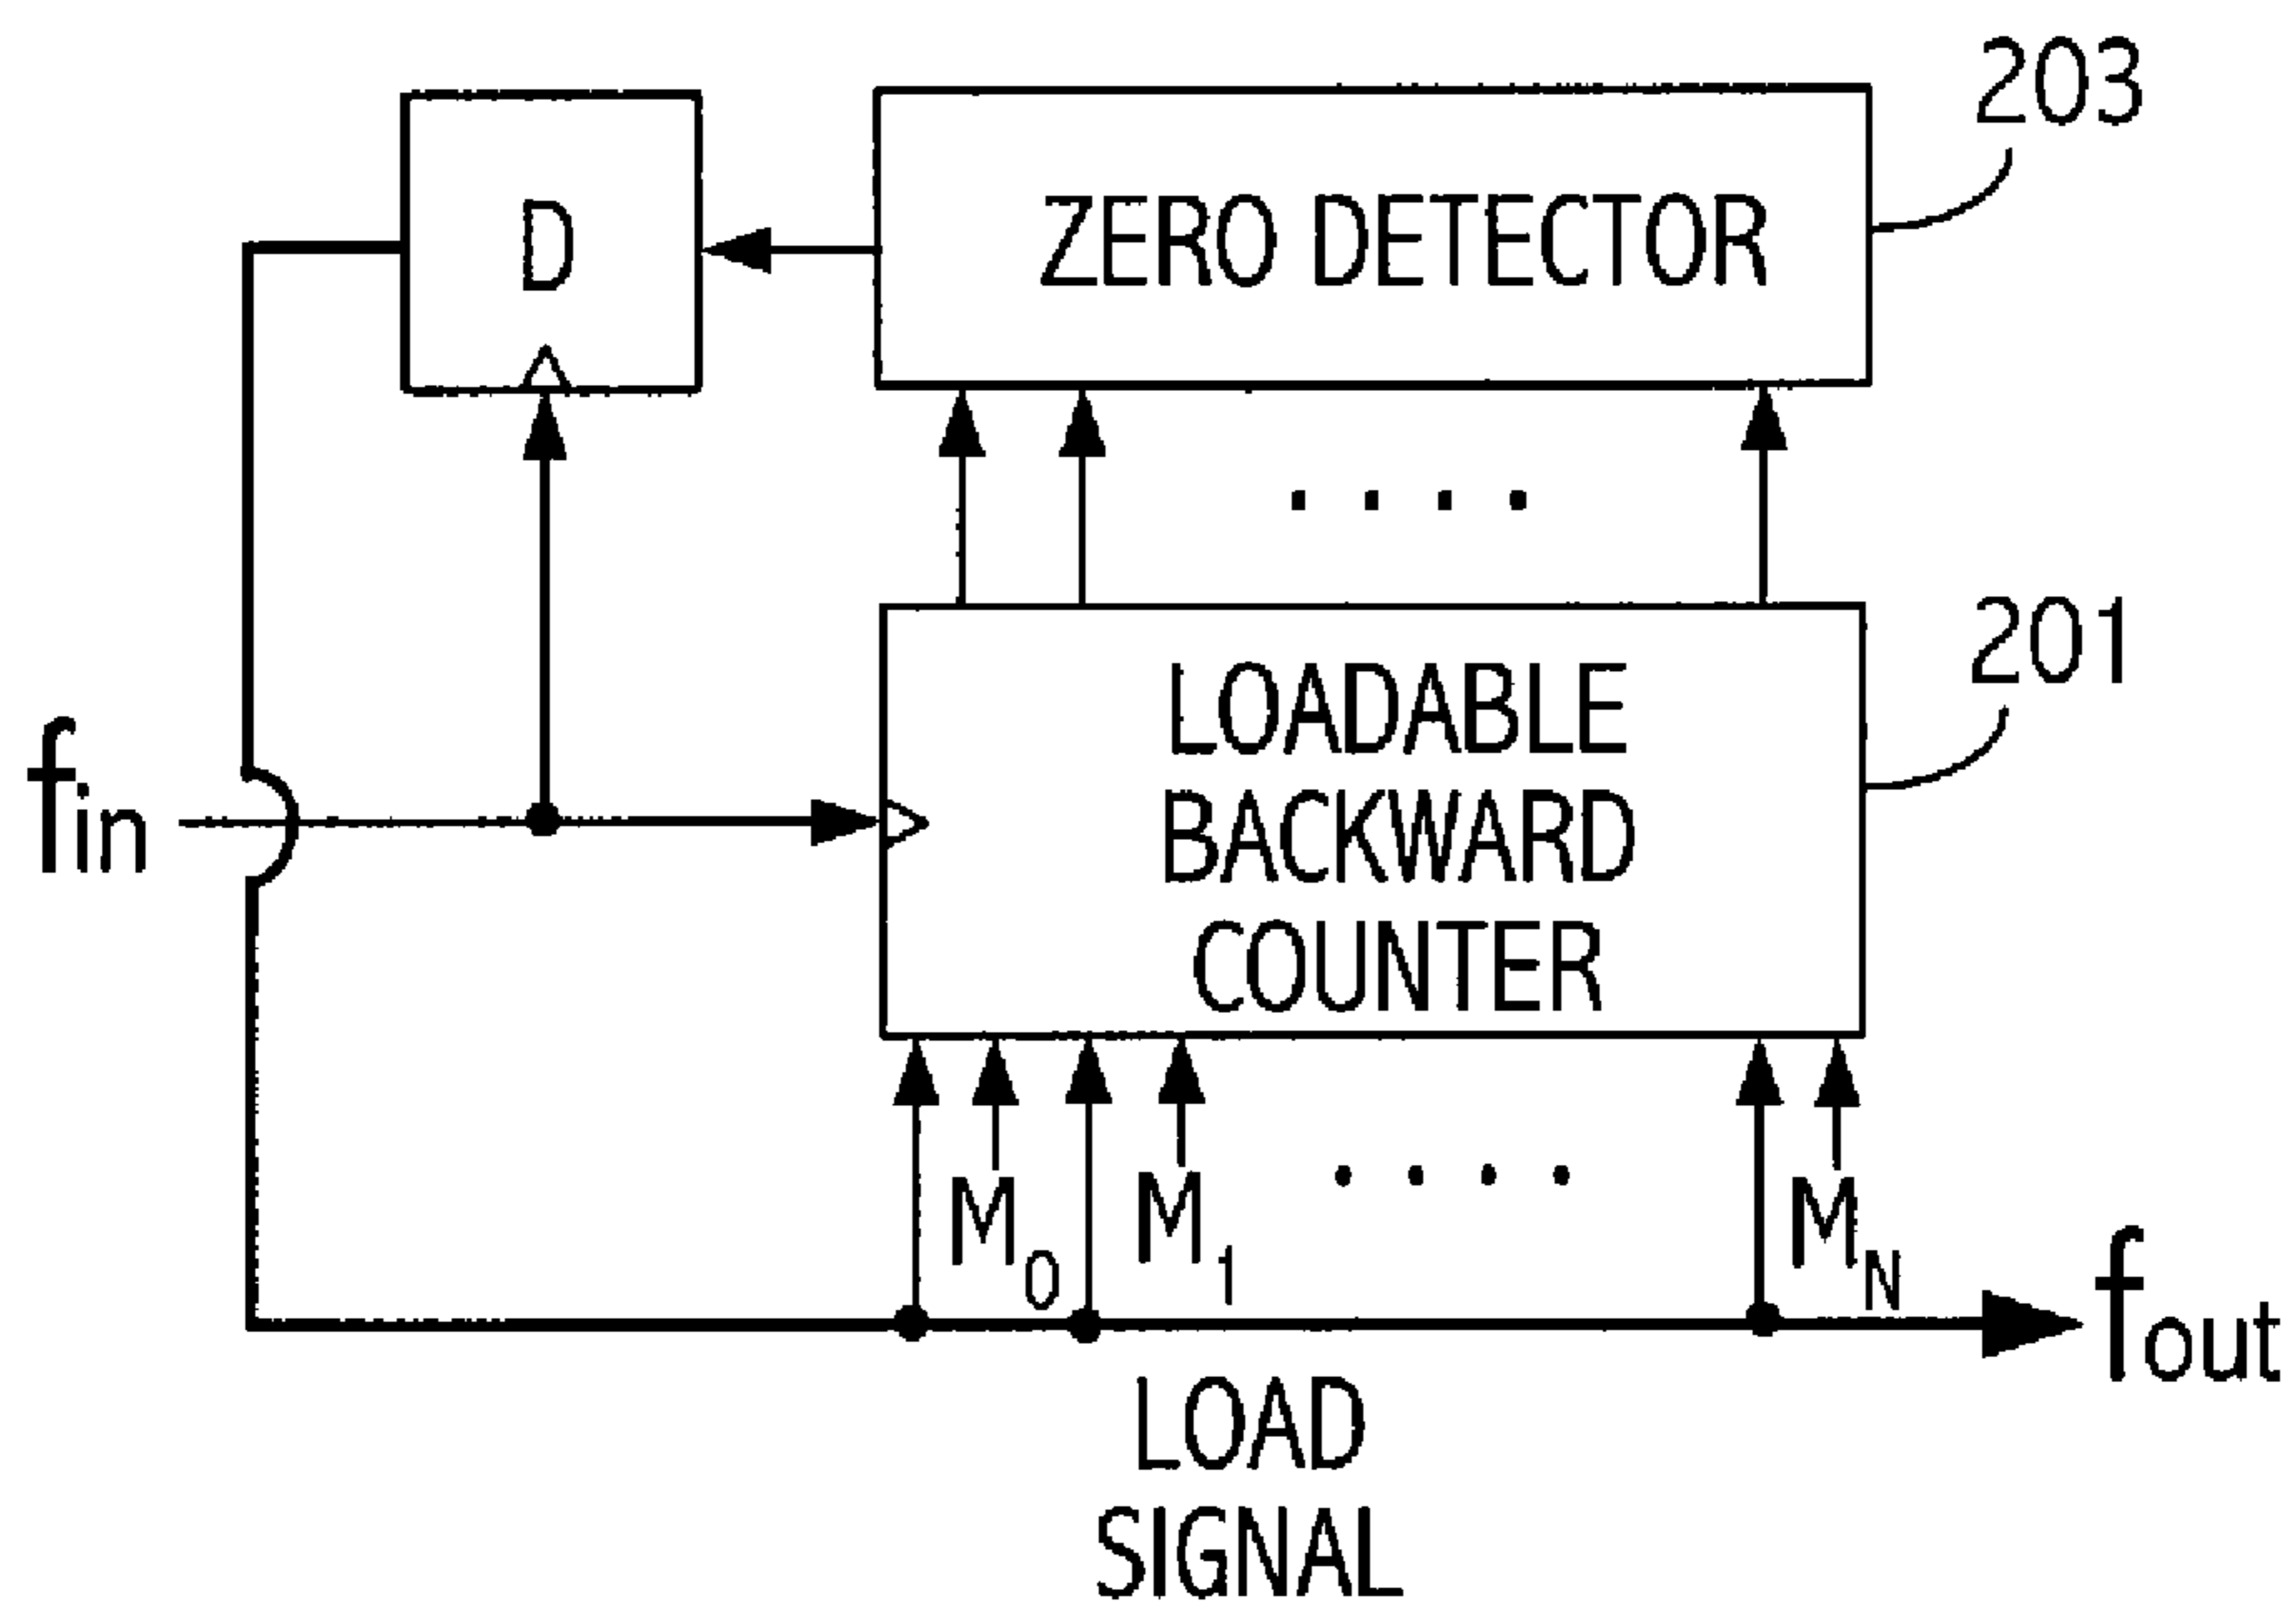 203
D
ZERO DETECTOR
201
LOADABLE
BACKWARD
COUNTER
fin
M0
M1
MN
fout
LOAD
SIGNAL